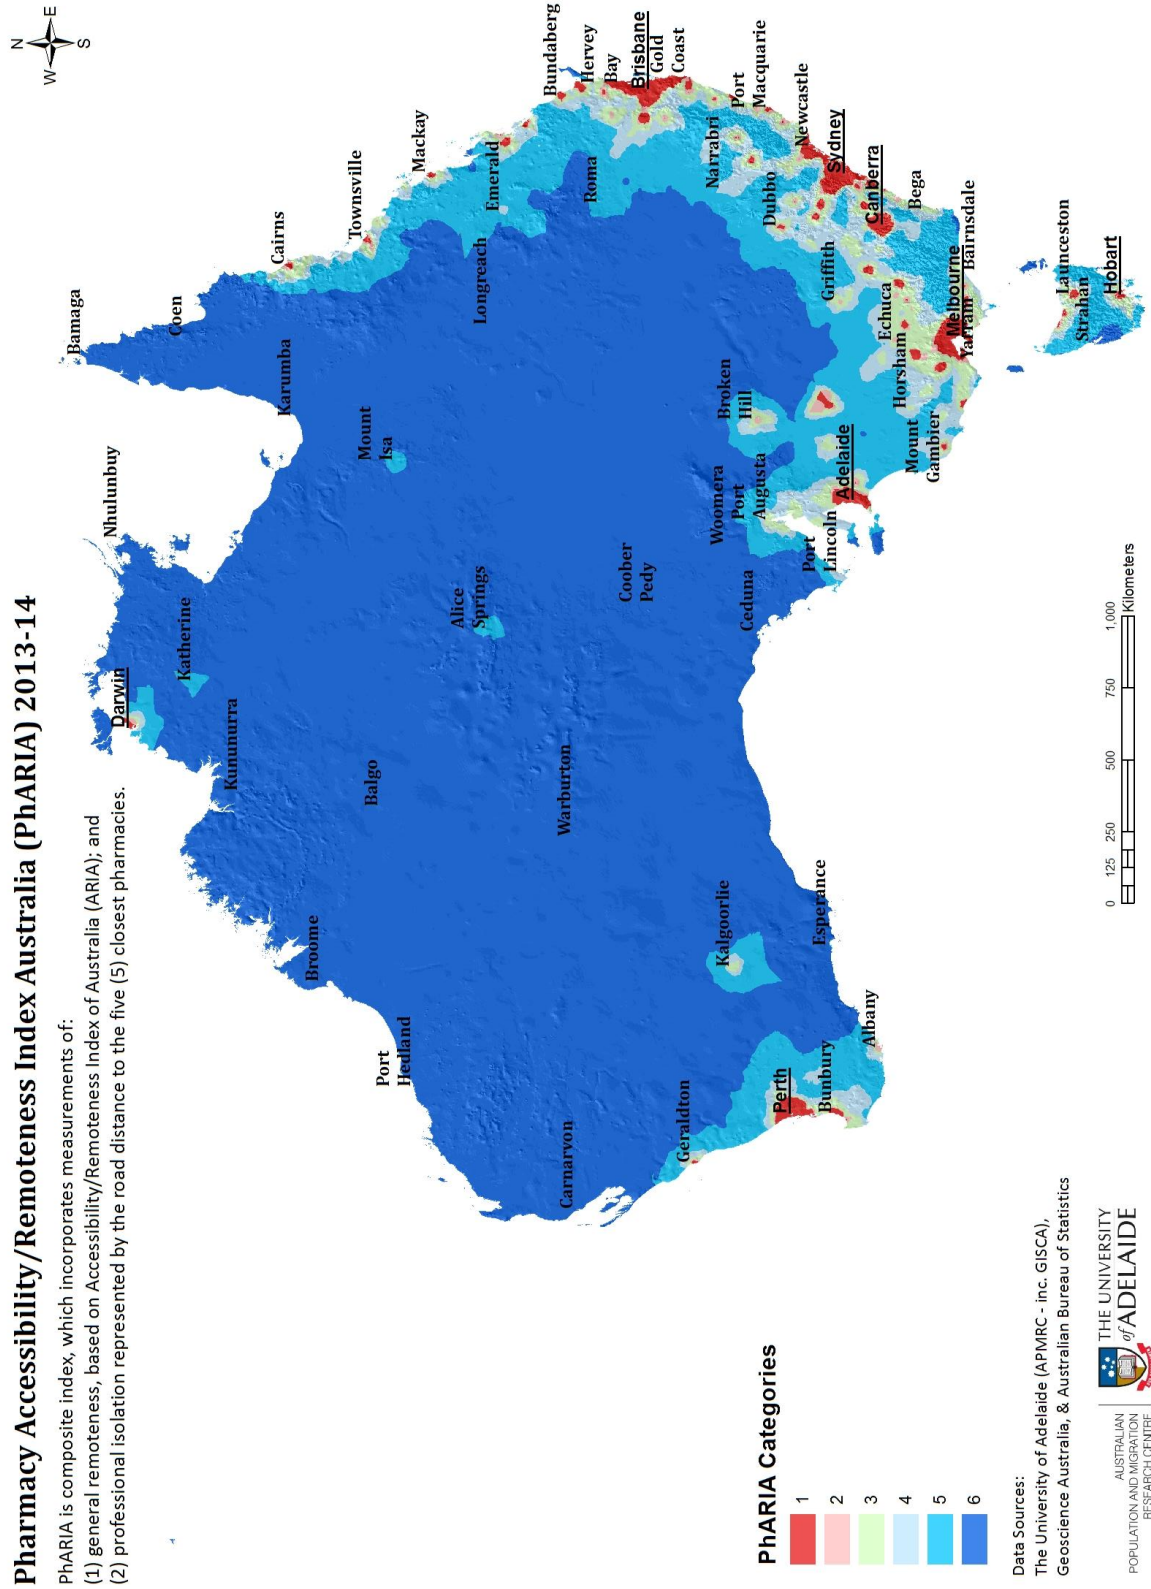 Pharmacy Accessibility/Remoteness Index Australia (PhARIA) 2013-14
PhARIA is composite index, which incorporates measurements of:
(1) general remoteness, based on Accessibility/Remoteness Index of Australia (ARIA); and
(2) professional isolation represented by the road distance to the five (5) closest pharmacies.
N
W
E
S
Bamaga
Nhulunbuy
Darwin
Coen
Katherine
Kununurra
Karumba
Cairns
Broome
Townsville
Mount
Isa
Balgo
Port
Hedland
Mackay
Alice
Springs
Longreach
Emerald
Bundaberg
Hervey
Bay
Carnarvon
Warburton
Roma
Brisbane
Gold
Coast
Coober
Pedy
Geraldton
Kalgoorlie
Woomera
Port
Augusta
Broken
Hill
Narrabri
Port
Macquarie
Ceduna
Dubbo
Newcastle
Perth
Bunbury
Esperance
Port
Lincoln
Adelaide
Griffith
Sydney
Albany
Mount
Gambier
Horsham
Echuca
Canberra
Bega
Melbourne
Yarram
Bairnsdale
Launceston
Strahan
Hobart
PhARIA Categories
1
2
3
4
5
6
0 125 250 500 750 1,000
Kilometers
Data Sources:
The University of Adelaide (APMRC - inc. GISCA),
Geoscience Australia, & Australian Bureau of Statistics
AUSTRALIAN
POPULATION AND MIGRATION
RESEARCH CENTRE
THE UNIVERSITY
of ADELAIDE